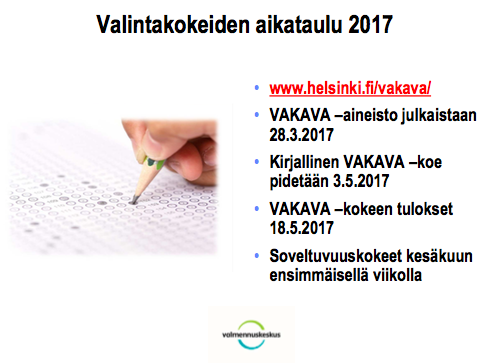 Valintakokeiden aikataulu 2017
www.helsinki.fi/vakava/
VAKAVA –aineisto julkaistaan
28.3.2017
Kirjallinen VAKAVA –koe
pidetään 3.5.2017
VAKAVA –kokeen tulokset
18.5.2017
Soveltuvuuskokeet kesäkuun
ensimmäisellä viikolla
valmennuskeskus